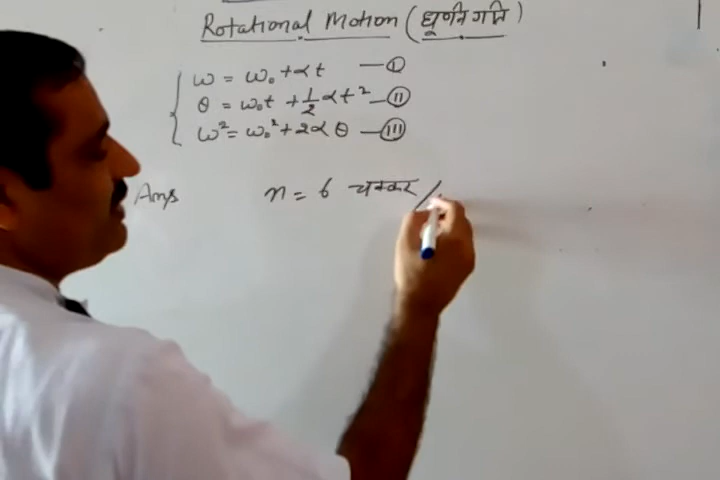 Rotational Motion (घूर्णन गति)
ω = ω₀ + αt —Ⓘ
θ = ω₀t + ½αt² —(II)
ω² = ω₀² + 2αθ —(III)
Ans n = 6 चक्कर/